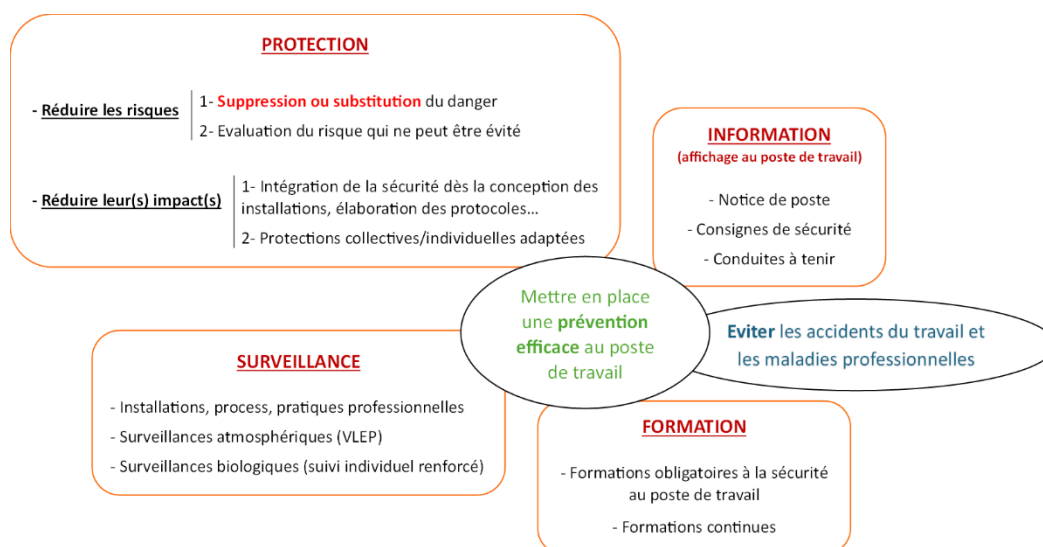 PROTECTION
- Réduire les risques
1- Suppression ou substitution du danger
2- Evaluation du risque qui ne peut être évité
- Réduire leur(s) impact(s)
1- Intégration de la sécurité dès la conception des
installations, élaboration des protocoles...
2- Protections collectives/individuelles adaptées
INFORMATION
(affichage au poste de travail)
- Notice de poste
- Consignes de sécurité
- Conduites à tenir
Mettre en place
une prévention
efficace au poste
de travail
Eviter les accidents du travail et
les maladies professionnelles
SURVEILLANCE
- Installations, process, pratiques professionnelles
- Surveillances atmosphériques (VLEP)
- Surveillances biologiques (suivi individuel renforcé)
FORMATION
- Formations obligatoires à la sécurité
au poste de travail
- Formations continues